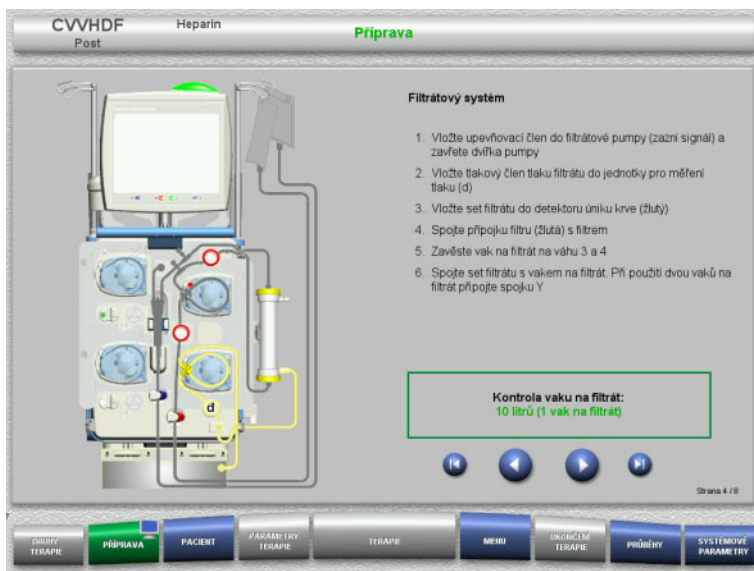 CVVHDF
Post
Heparin
Příprava
Filtrátový systém
1. Vložte upevňovací člen do filtrátové pumpy (zazní signál) a
zavřete dvířka pumpy
2. Vložte tlakový člen tlaku filtrátu do jednotky pro měření
tlaku (d)
3. Vložte set filtrátu do detektoru úniku krve (žlutý)
4. Spojte přípojku filtru (žlutá) s filtrem
5. Zavěste vak na filtrát na váhu 3 a 4
6. Spojte set filtrátu s vakem na filtrát. Při použití dvou vaků na
filtrát připojte spojku Y
d
Kontrola vaku na filtrát:
10 litrů (1 vak na filtrát)
Strana 4 / 8
DRUHY
TERAPIE
PŘÍPRAVA
PACIENT
PARAMETRY
TERAPIE
TERAPIE
MENU
UKONČENÍ
TERAPIE
PRŮBĚHY
SYSTÉMOVÉ
PARAMETRY